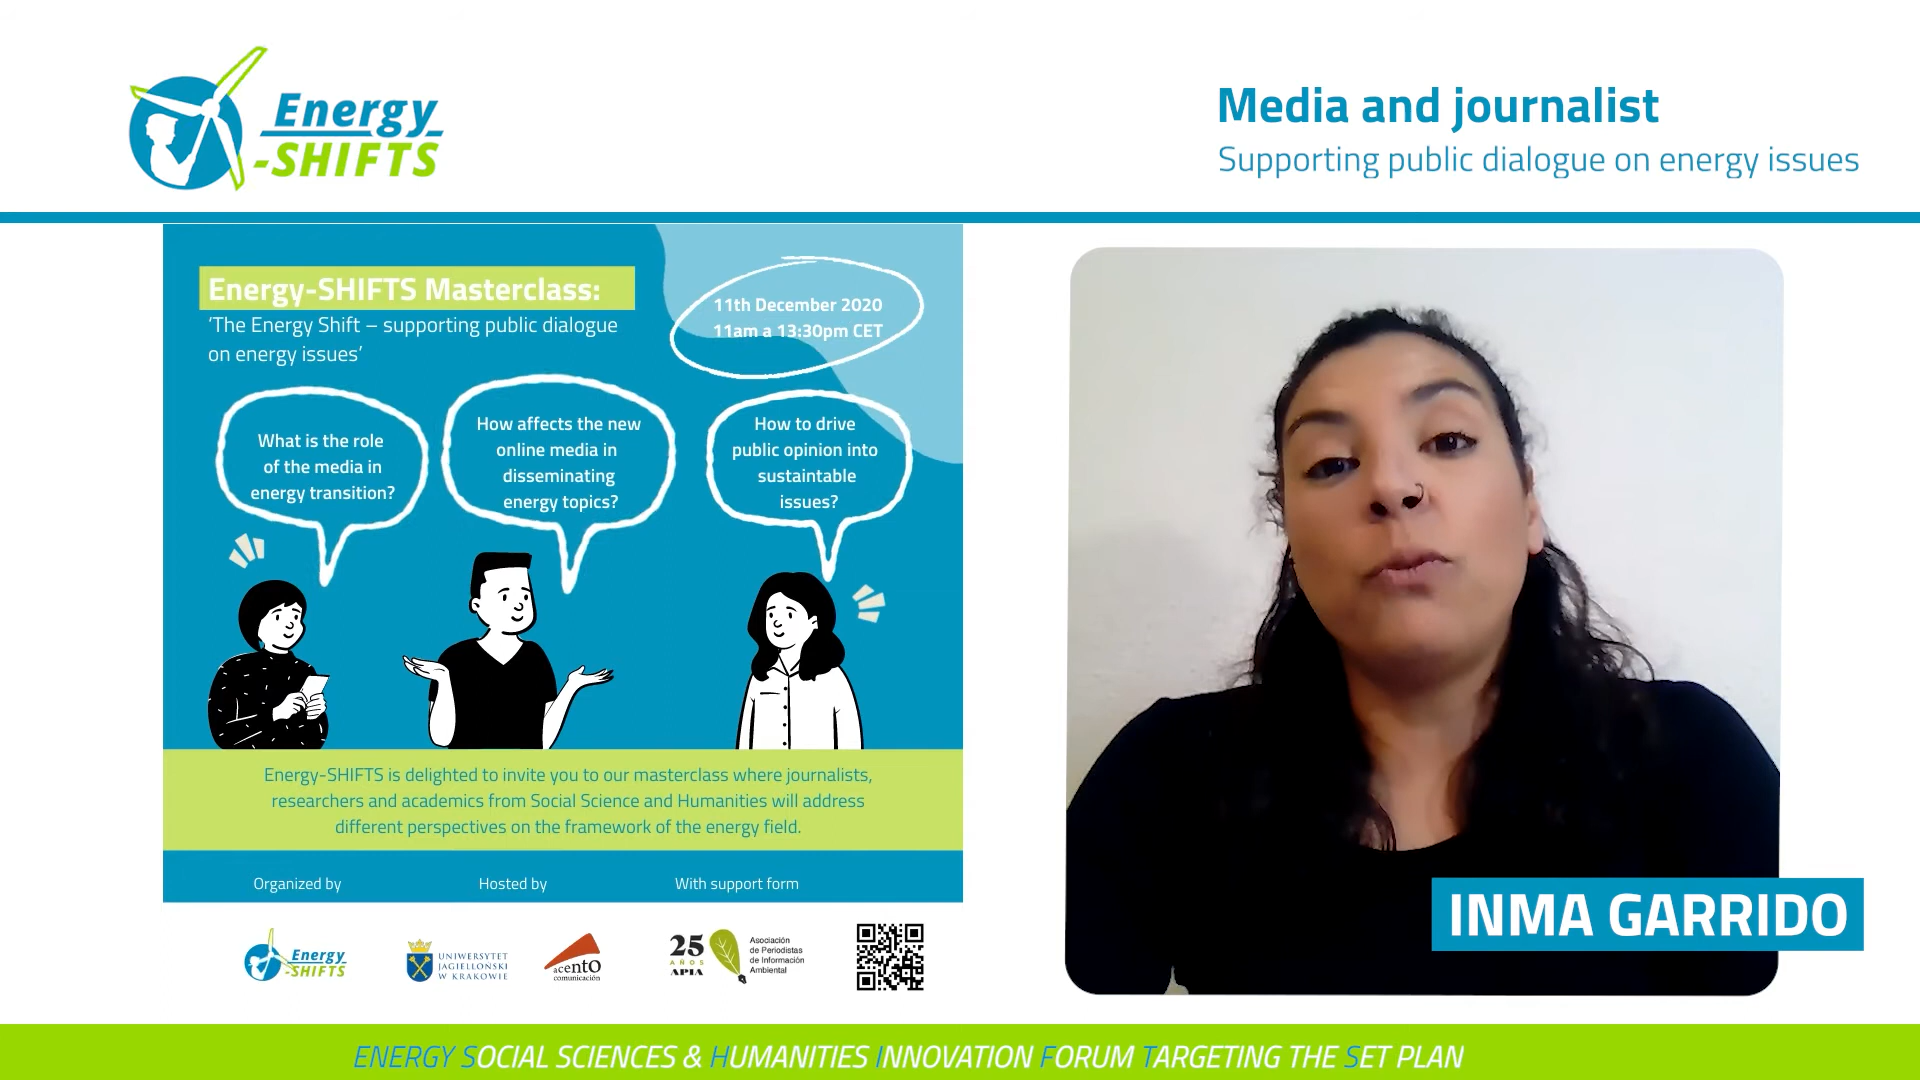 Energy
-SHIFTS
Media and journalist
Supporting public dialogue on energy issues
Energy-SHIFTS Masterclass:
‘The Energy Shift – supporting public dialogue
on energy issues’
11th December 2020
11am a 13:30pm CET
What is the role
of the media in
energy transition?
How affects the new
online media in
disseminating
energy topics?
How to drive
public opinion into
sustaintable
issues?
Energy-SHIFTS is delighted to invite you to our masterclass where journalists,
researchers and academics from Social Science and Humanities will address
different perspectives on the framework of the energy field.
Organized by
Hosted by
With support form
Energy
-SHIFTS
UNIWERSYTET
JAGIELLOŃSKI
W KRAKOWIE
acentO
comunicación
25
AÑOS
APIA
Asociación
de Periodistas
de Información
Ambiental
INMA GARRIDO
ENERGY SOCIAL SCIENCES & HUMANITIES INNOVATION FORUM TARGETING THE SET PLAN